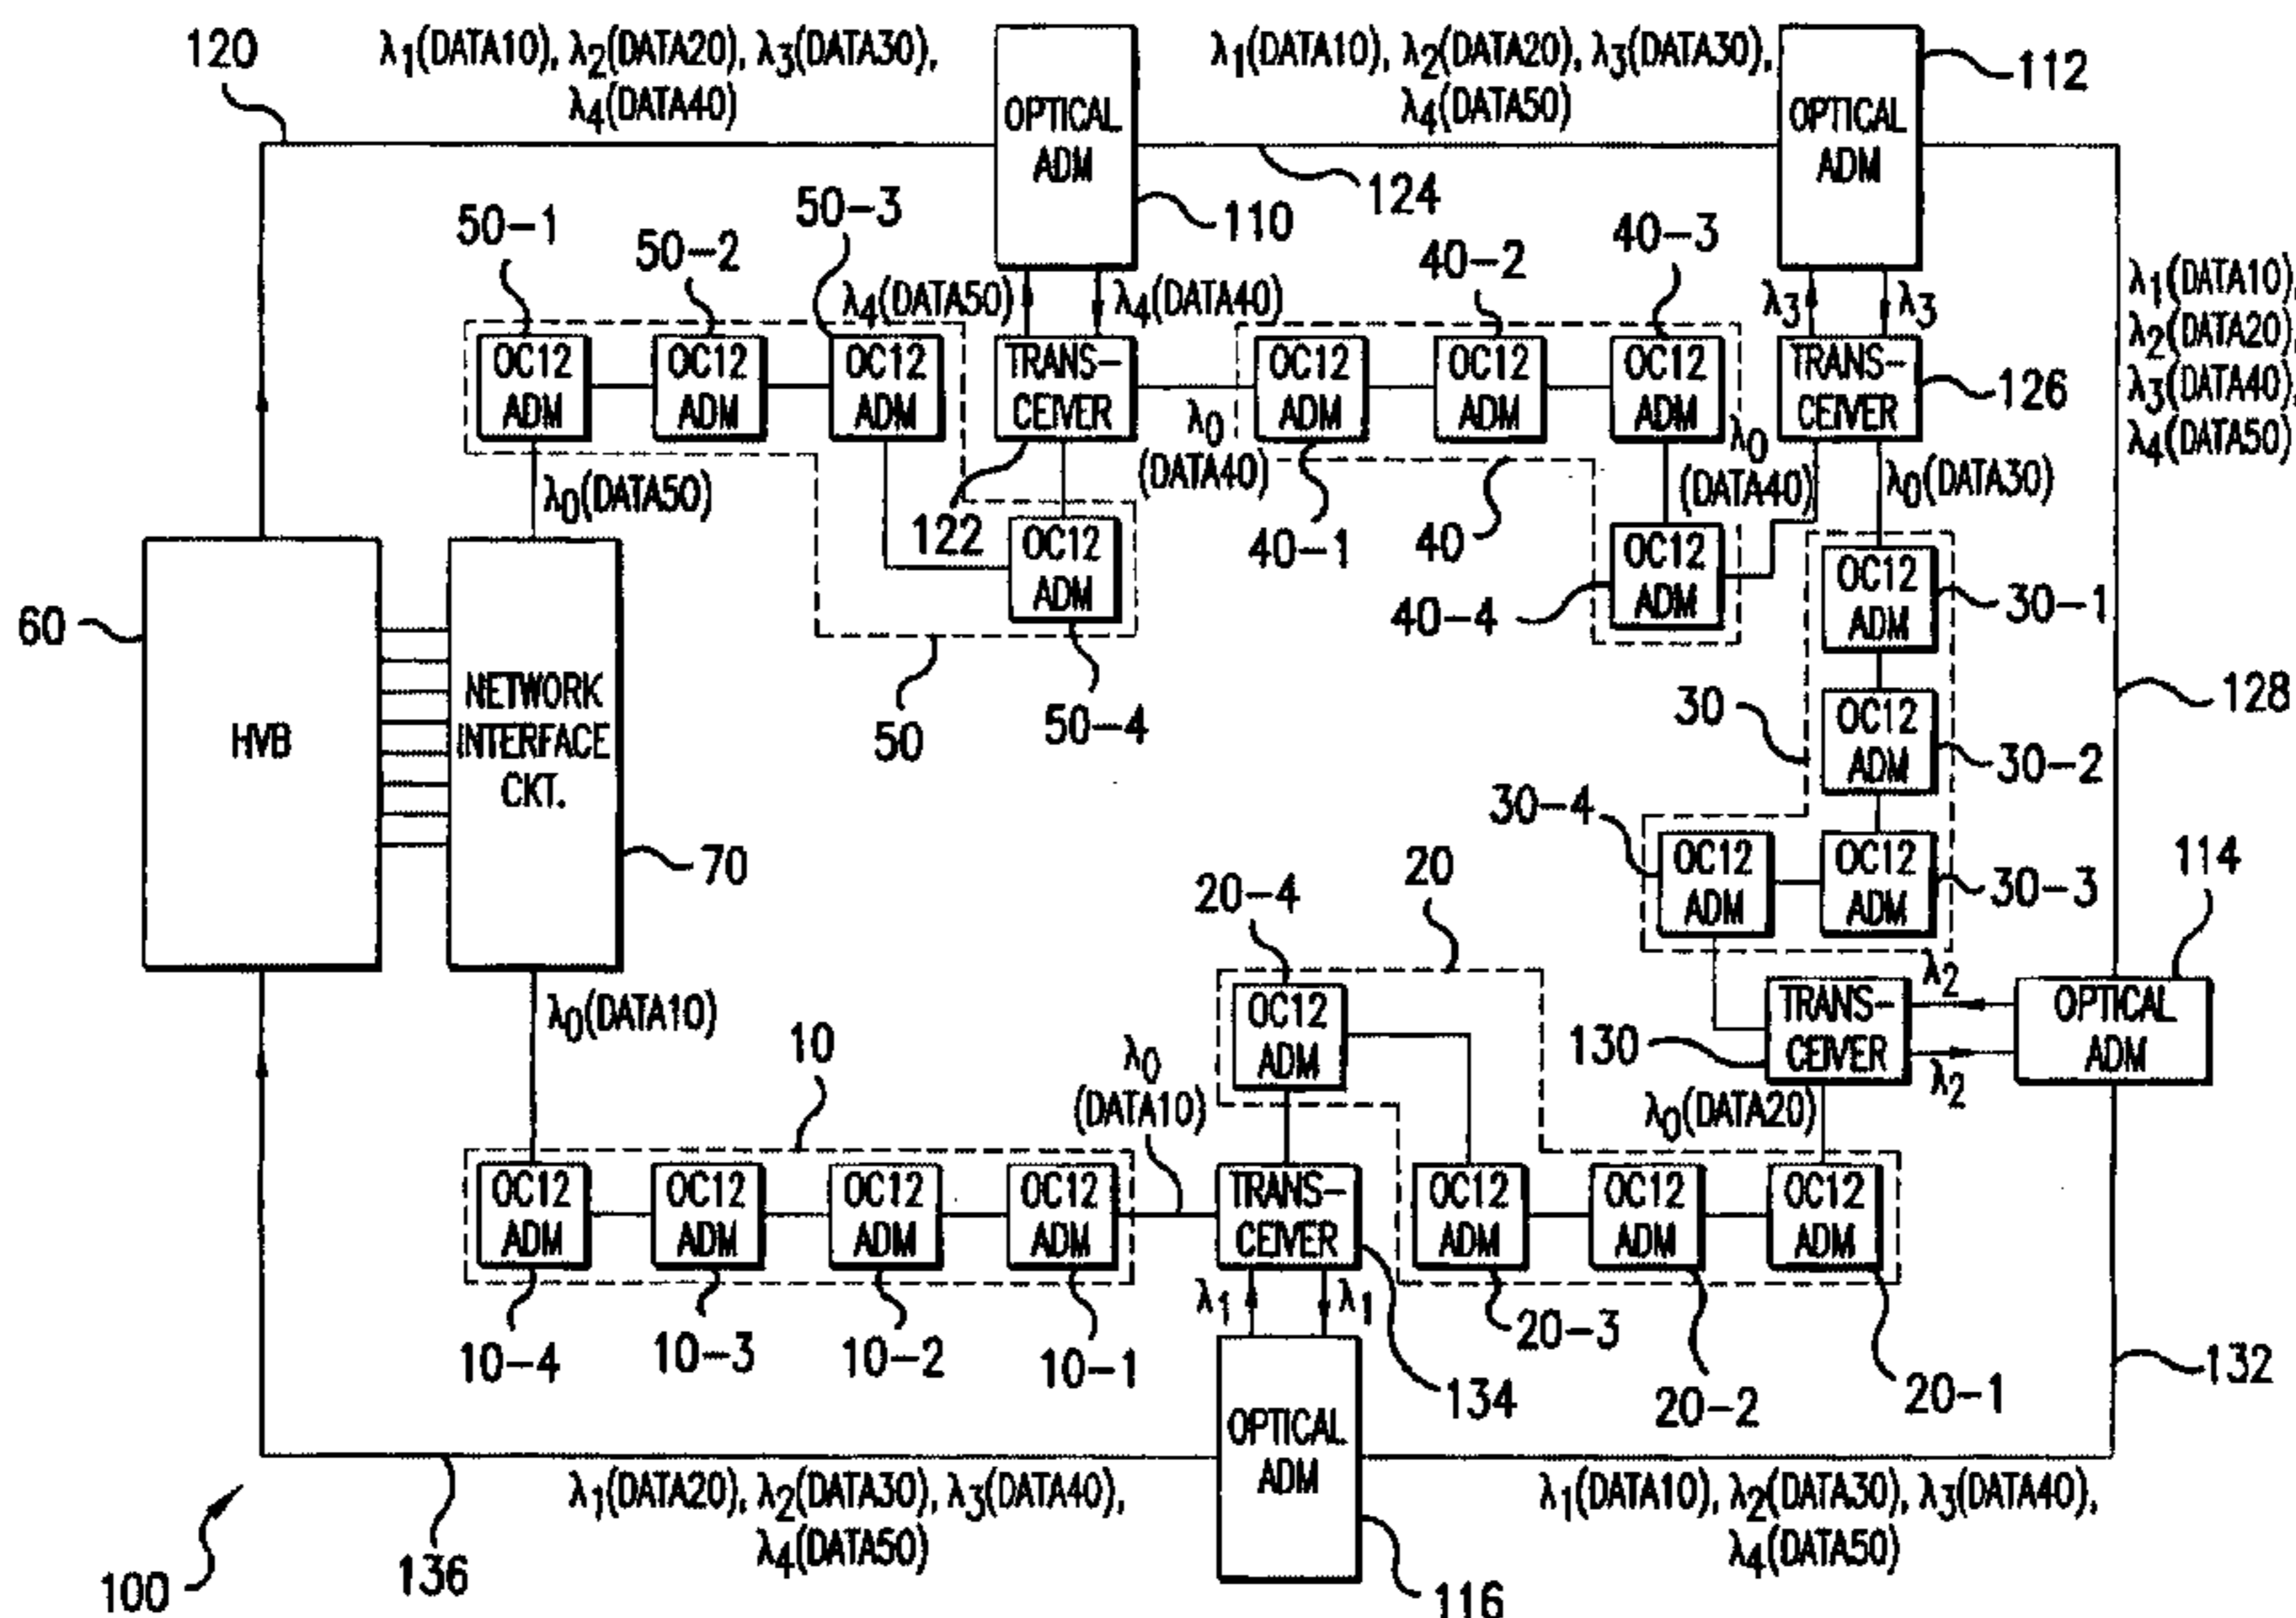 120
λ1(DATA10), λ2(DATA20), λ3(DATA30),
λ4(DATA40)
OPTICAL
ADM
110
λ1(DATA10), λ2(DATA20), λ3(DATA30),
λ4(DATA50)
124
OPTICAL
ADM
112
50-1
50-2
50-3
λ4(DATA50)
λ4(DATA40)
40-2
40-3
λ3
λ3
λ1(DATA10),
λ2(DATA20),
λ3(DATA40),
λ4(DATA50)
OC12
ADM
OC12
ADM
OC12
ADM
TRANS-
CEIVER
OC12
ADM
OC12
ADM
OC12
ADM
TRANS-
CEIVER
126
λ0(DATA50)
λ0
(DATA40)
λ0
(DATA40)
λ0(DATA30)
122
OC12
ADM
40-1
40
OC12
ADM
40-4
OC12
ADM
30-1
60
HVB
NETWORK
INTERFACE
CKT.
70
50
50-4
30
OC12
ADM
30-2
128
30-4
OC12
ADM
OC12
ADM
30-3
114
20-4
20
λ0(DATA10)
10
λ0
(DATA10)
OC12
ADM
130
TRANS-
CEIVER
λ2
λ2
OPTICAL
ADM
λ0(DATA20)
OC12
ADM
OC12
ADM
OC12
ADM
OC12
ADM
TRANS-
CEIVER
OC12
ADM
OC12
ADM
OC12
ADM
10-4
10-3
10-2
10-1
λ1
λ1
134
20-3
20-2
20-1
132
OPTICAL
ADM
λ1(DATA20), λ2(DATA30), λ3(DATA40),
λ4(DATA50)
λ1(DATA10), λ2(DATA30), λ3(DATA40),
λ4(DATA50)
100
136
116